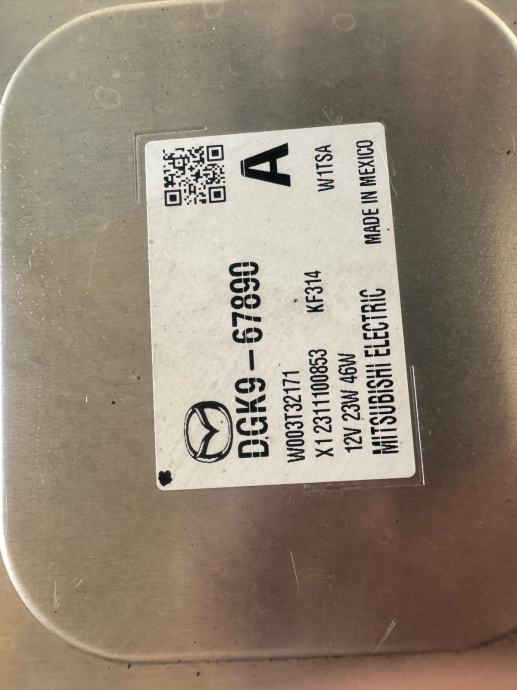 A
DGK9-67890
W003T32171
X1 2311100853 KF314 W1TSA
12V 23W 46W
MITSUBISHI ELECTRIC MADE IN MEXICO